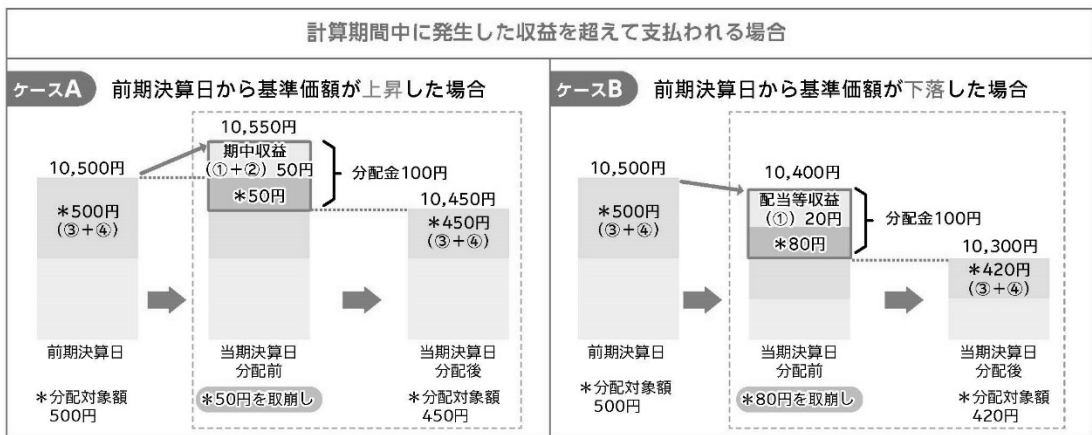 計算期間中に発生した収益を超えて支払われる場合
ケースA 前期決算日から基準価額が上昇した場合
10,550円
10,500円
期中収益
(①+②) 50円
分配金100円
*50円
10,450円
*500円
(③+④)
*450円
(③+④)
前期決算日
当期決算日
分配前
当期決算日
分配後
*分配対象額
500円
*50円を取崩し
*分配対象額
450円
ケースB 前期決算日から基準価額が下落した場合
10,500円
10,400円
配当等収益
(①) 20円
分配金100円
*80円
*500円
(③+④)
10,300円
*420円
(③+④)
前期決算日
当期決算日
分配前
当期決算日
分配後
*分配対象額
500円
*80円を取崩し
*分配対象額
420円